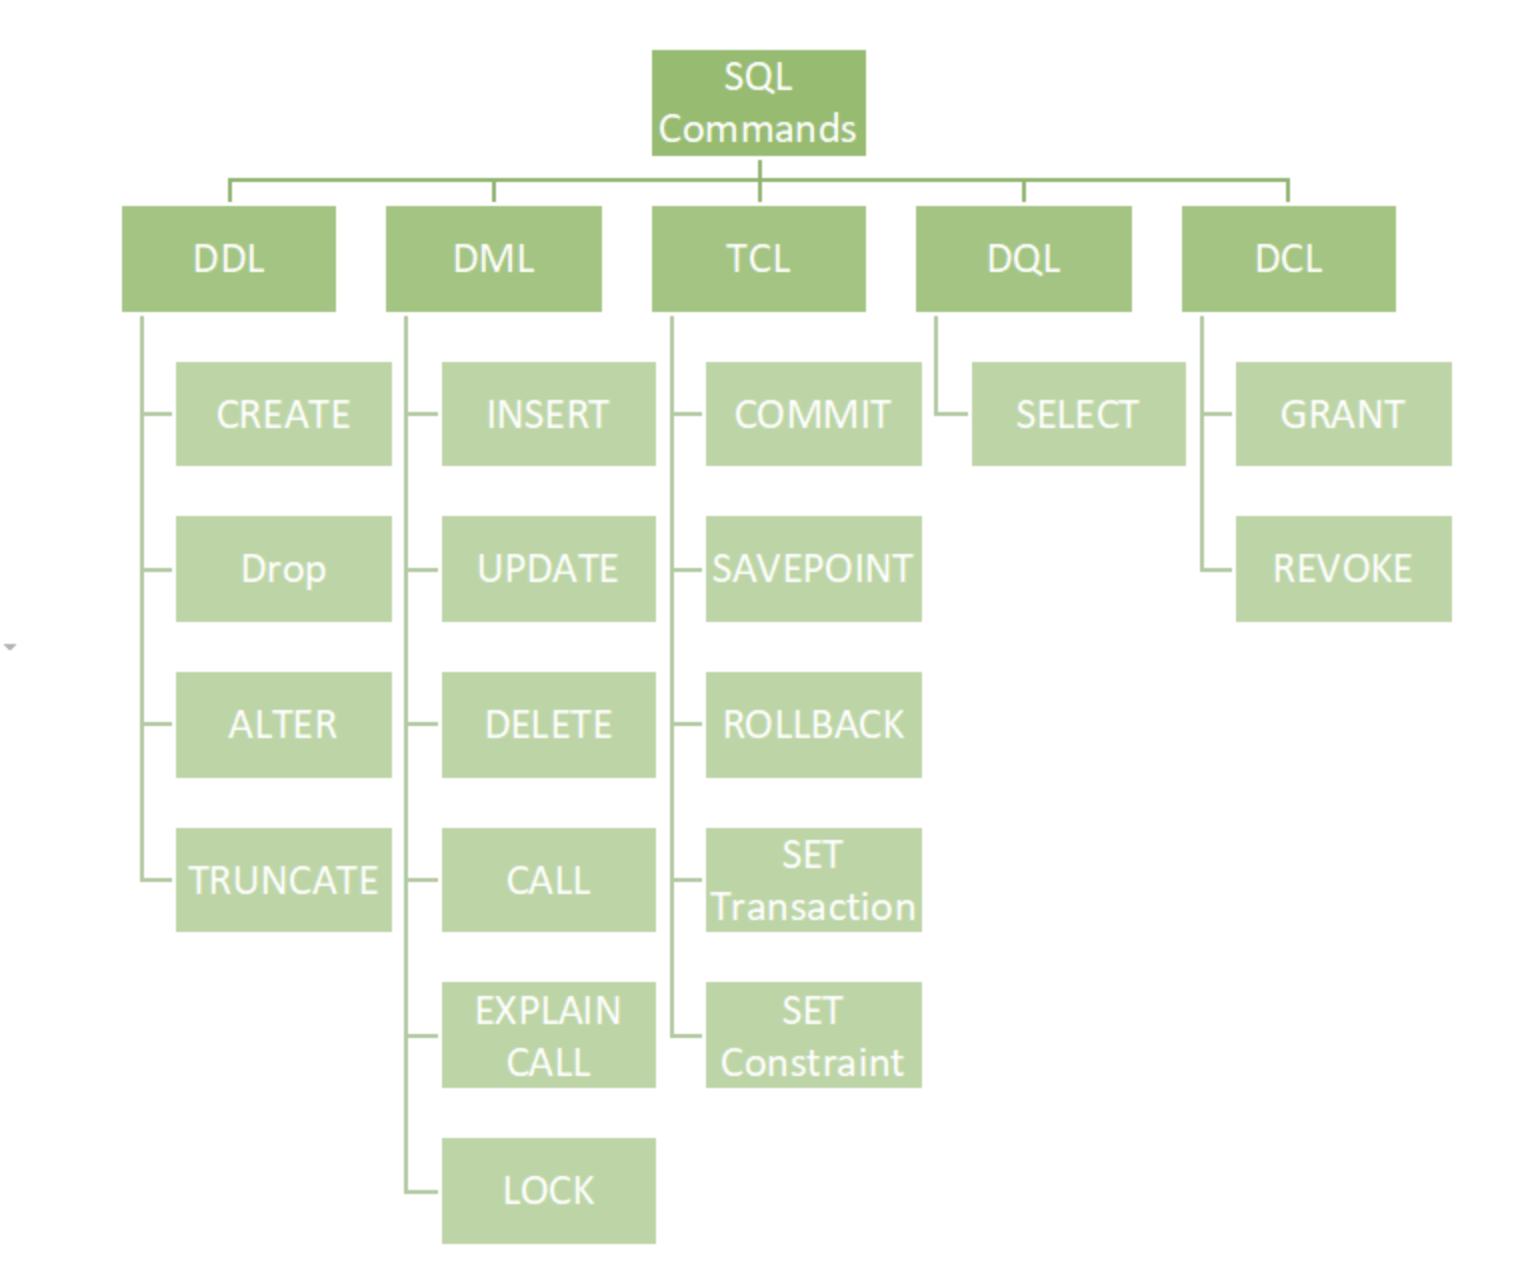 SQL
Commands
DDL
DML
TCL
DQL
DCL
CREATE
INSERT
COMMIT
SELECT
GRANT
Drop
UPDATE
SAVEPOINT
REVOKE
ALTER
DELETE
ROLLBACK
TRUNCATE
CALL
SET
Transaction
EXPLAIN
CALL
SET
Constraint
LOCK